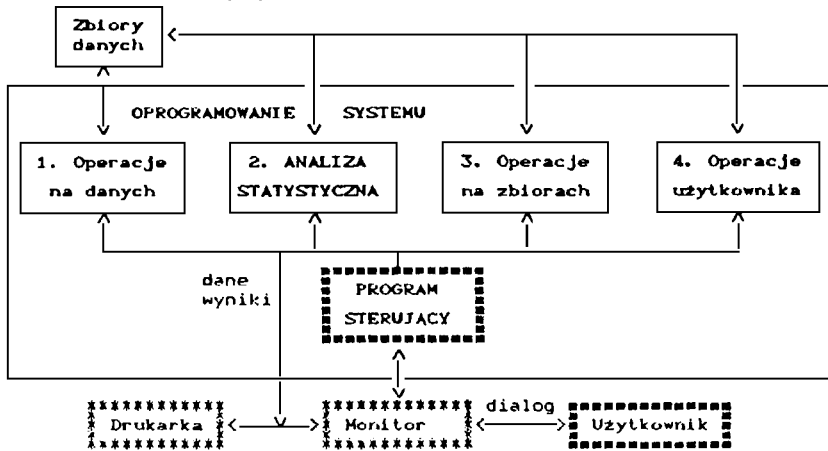 Zbiory
danych
OPROGRAMOWANIE SYSTEMU
1. Operacje
na danych
2. ANALIZA
STATYSTYCZNA
3. Operacje
na zbiorach
4. Operacje
użytkownika
dane
wyniki
PROGRAM
STERUJĄCY
Drukarka
Monitor
dialog
Użytkownik